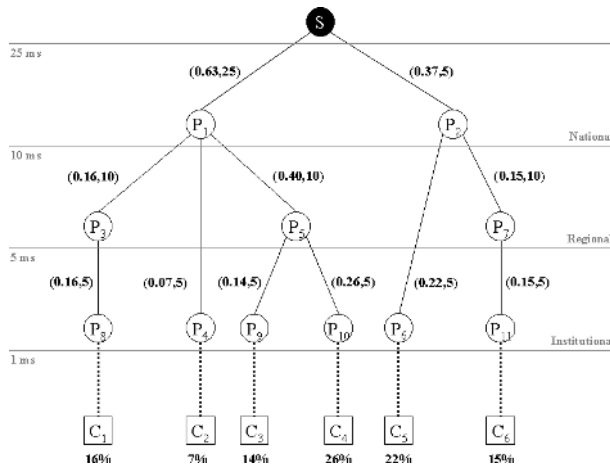 S
25 ms
(0.63,25)
(0.37,5)
P1
P2
National
10 ms
(0.16,10)
(0.40,10)
(0.15,10)
P3
P5
P7
Regional
5 ms
(0.16,5)
(0.07,5)
(0.14,5)
(0.26,5)
(0.22,5)
(0.15,5)
P8
P4
P9
P10
P6
P11
Institutional
1 ms
C1
C2
C3
C4
C5
C6
16%
7%
14%
26%
22%
15%